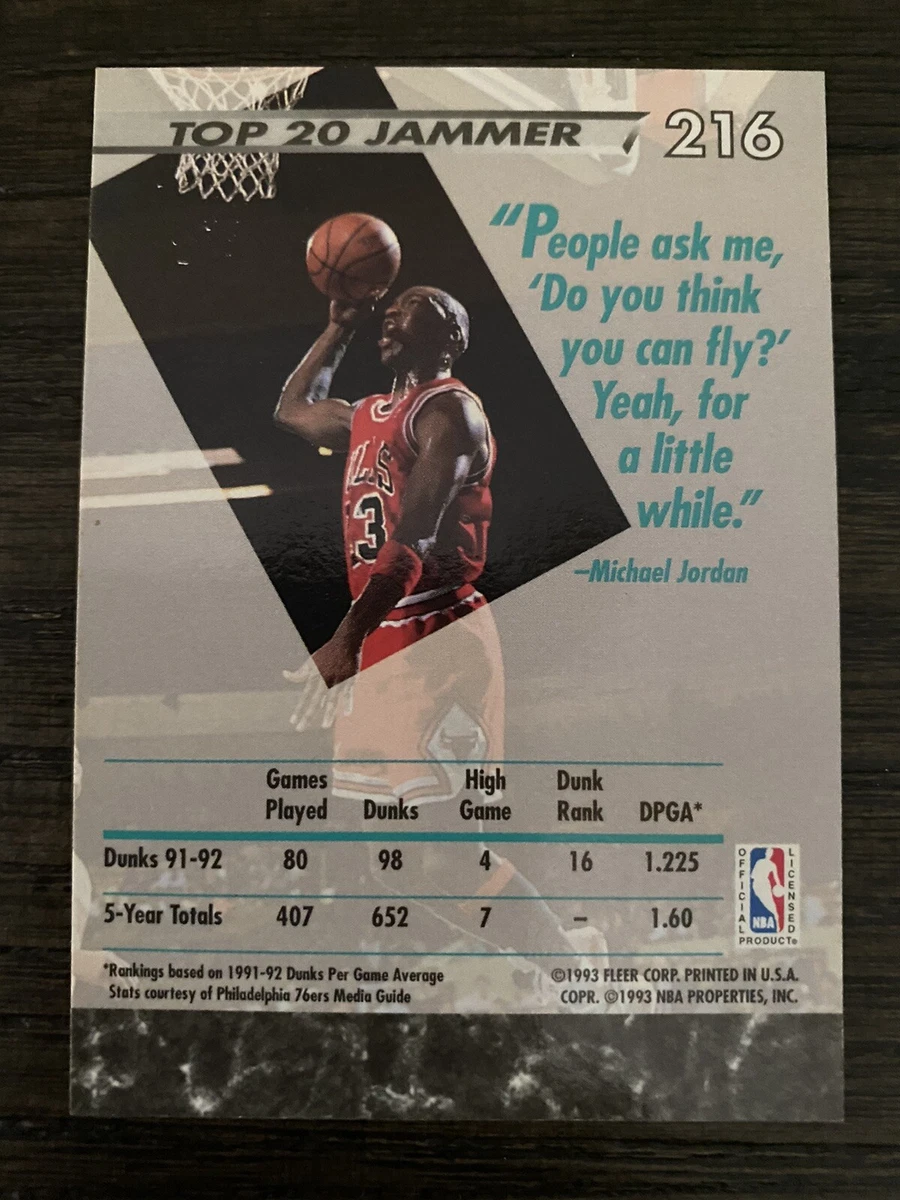 TOP 20 JAMMER 216
“People ask me,
‘Do you think
you can fly?’
Yeah, for
a little
while.”
–Michael Jordan
Games Played Dunks High Game Dunk Rank DPGA*
Dunks 91-92 80 98 4 16 1.225
5-Year Totals 407 652 7 – 1.60
*Rankings based on 1991-92 Dunks Per Game Average
Stats courtesy of Philadelphia 76ers Media Guide
OFFICIAL LICENSED
NBA
PRODUCT®
©1993 FLEER CORP. PRINTED IN U.S.A.
COPR. ©1993 NBA PROPERTIES, INC.